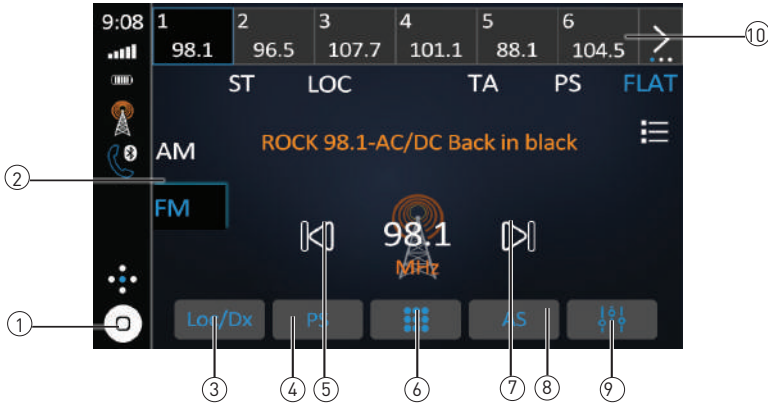 9:08 1 2 3 4 5 6
98.1 96.5 107.7 101.1 88.1 104.5
10
ST LOC TA PS FLAT
ROCK 98.1-AC/DC Back in black
AM
2
FM
98.1
MHz
1
Loc/Dx PS AS
3 4 5 6 7 8 9